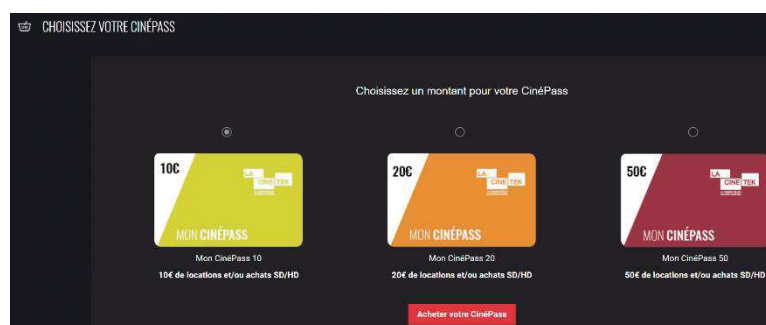 CHOISISSEZ VOTRE CINÉPASS
Choisissez un montant pour votre CinéPass
10€
LA
CINE TEK
MON CINÉPASS
20€
LA
CINE TEK
MON CINÉPASS
50€
LA
CINE TEK
MON CINÉPASS
Mon CinéPass 10
Mon CinéPass 20
Mon CinéPass 50
10€ de locations et/ou achats SD/HD
20€ de locations et/ou achats SD/HD
50€ de locations et/ou achats SD/HD
Acheter votre CinéPass